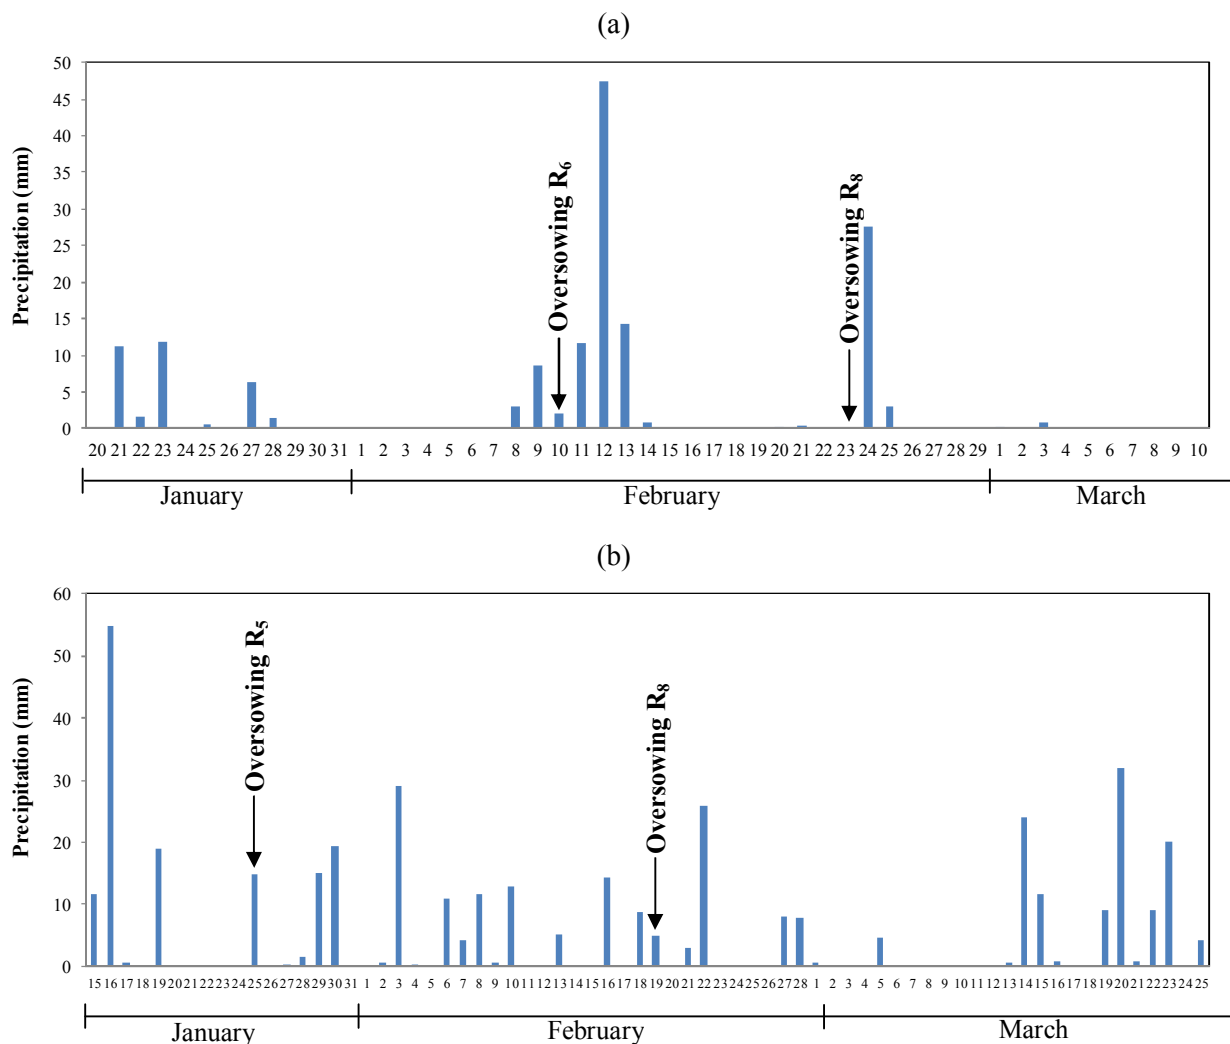 (a)
Precipitation (mm)
50
45
40
35
30
25
20
15
10
5
0
Oversowing R₆
Oversowing R₈
20 21 22 23 24 25 26 27 28 29 30 31 1 2 3 4 5 6 7 8 9 10 11 12 13 14 15 16 17 18 19 20 21 22 23 24 25 26 27 28 29 1 2 3 4 5 6 7 8 9 10
January February March
(b)
Precipitation (mm)
60
50
40
30
20
10
0
Oversowing R₅
Oversowing R₈
15 16 17 18 19 20 21 22 23 24 25 26 27 28 29 30 31 1 2 3 4 5 6 7 8 9 10 11 12 13 14 15 16 17 18 19 20 21 22 23 24 25 26 27 28 1 2 3 4 5 6 7 8 9 10 11 12 13 14 15 16 17 18 19 20 21 22 23 24 25
January February March